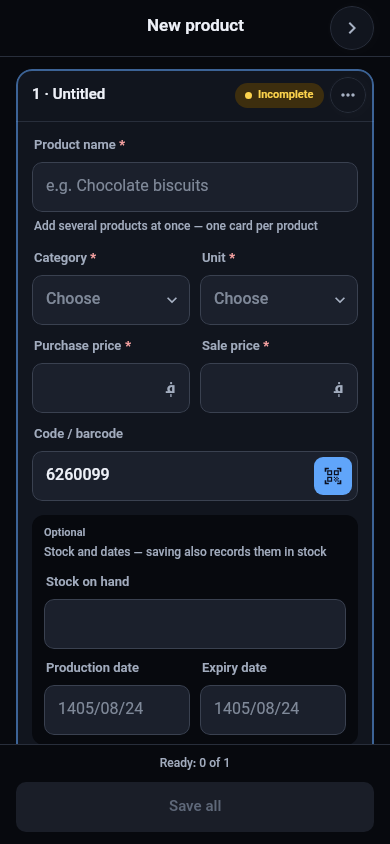 New product
1 · Untitled
Incomplete
Product name *
e.g. Chocolate biscuits
Add several products at once — one card per product
Category *
Unit *
Choose
Choose
Purchase price *
Sale price *
؋
؋
Code / barcode
6260099
Optional
Stock and dates — saving also records them in stock
Stock on hand
Production date
Expiry date
1405/08/24
1405/08/24
Ready: 0 of 1
Save all